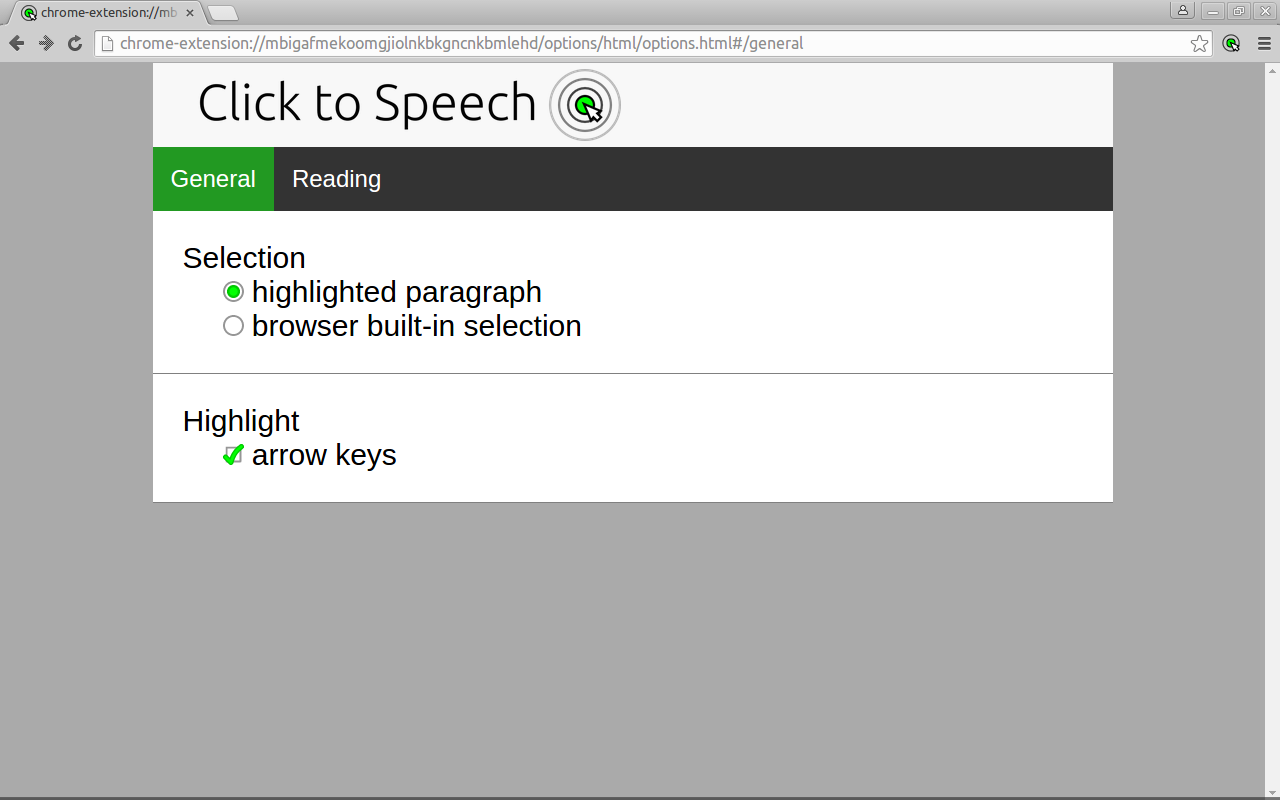 chrome-extension://mb
chrome-extension://mbigafmekoomgjiolnkbkgncnkbmlehd/options/html/options.html#/general
Click to Speech
General Reading
Selection
highlighted paragraph
browser built-in selection
Highlight
arrow keys